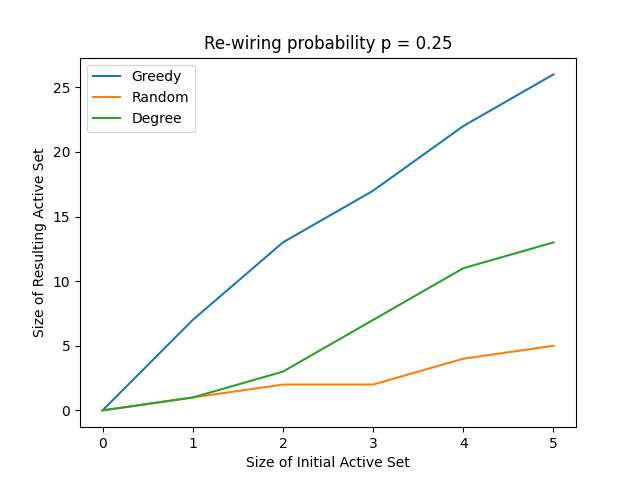 Re-wiring probability p = 0.25
Greedy
Random
Degree
Size of Resulting Active Set
25
20
15
10
5
0
0 1 2 3 4 5
Size of Initial Active Set